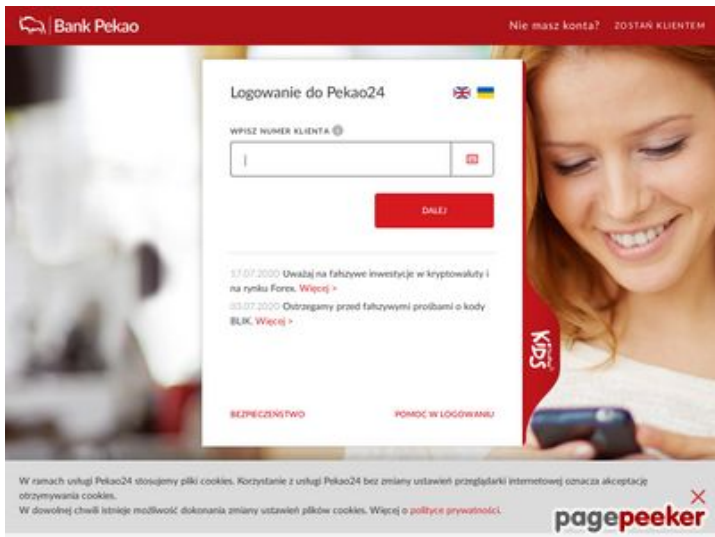 Bank Pekao
Nie masz konta? ZOSTAŃ KLIENTEM
Logowanie do Pekao24
WPISZ NUMER KLIENTA
DALEJ
17.07.2020 Uważaj na fałszywe inwestycje w kryptowaluty i
na rynku Forex. Więcej >
03.07.2020 Ostrzegamy przed fałszywymi prośbami o kody
BLIK. Więcej >
KIDS
BEZPIECZEŃSTWO
POMOC W LOGOWANIU
W ramach usługi Pekao24 stosujemy pliki cookies. Korzystanie z usługi Pekao24 bez zmiany ustawień przeglądarki internetowej oznacza akceptację
otrzymywania cookies.
W dowolnej chwili istnieje możliwość dokonania zmiany ustawień plików cookies. Więcej o polityce prywatności.
pagepeeker